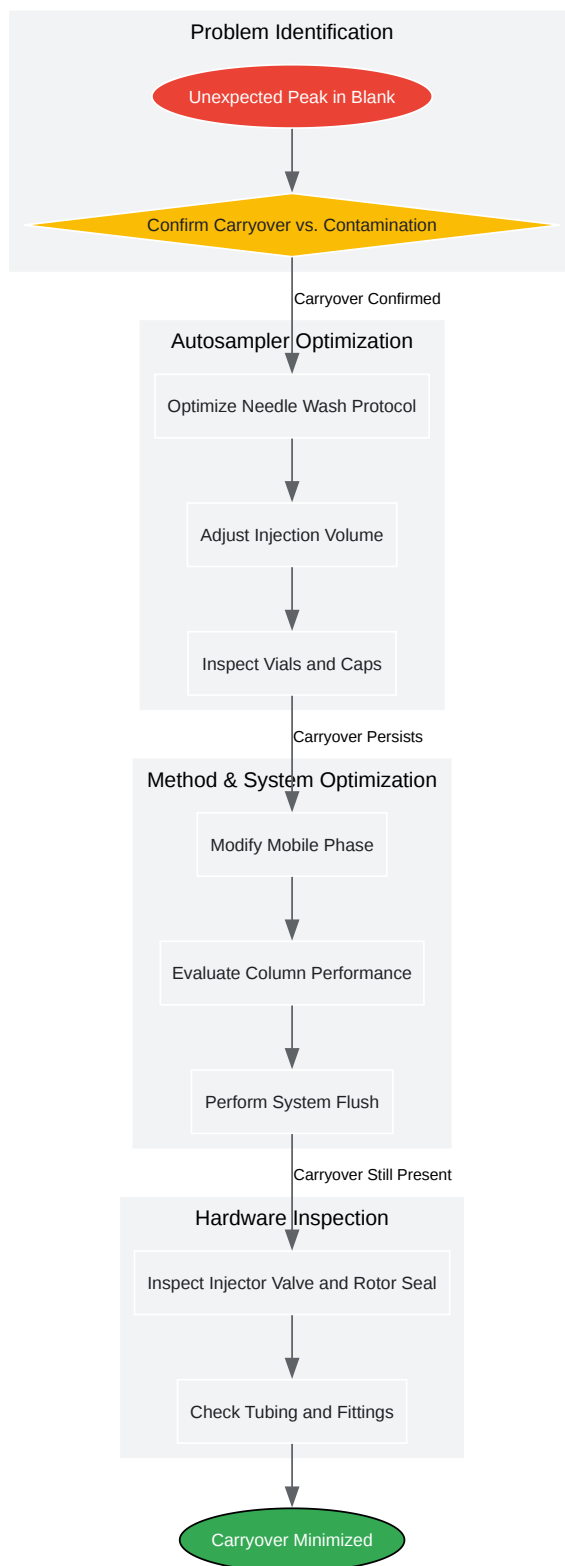 Problem Identification
Unexpected Peak in Blank
Confirm Carryover vs. Contamination
Carryover Confirmed
Autosampler Optimization
Optimize Needle Wash Protocol
Adjust Injection Volume
Inspect Vials and Caps
Carryover Persists
Method & System Optimization
Modify Mobile Phase
Evaluate Column Performance
Perform System Flush
Carryover Still Present
Hardware Inspection
Inspect Injector Valve and Rotor Seal
Check Tubing and Fittings
Carryover Minimized